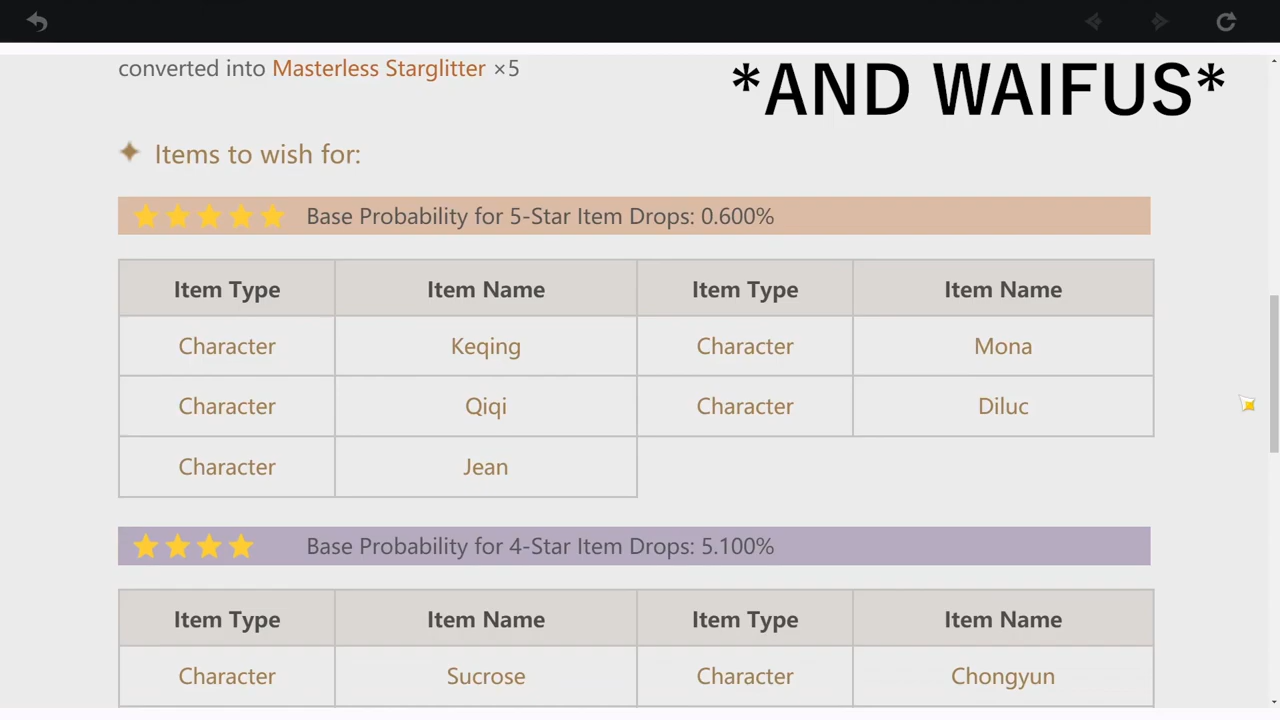 converted into Masterless Starglitter ×5
*AND WAIFUS*
Items to wish for:
Base Probability for 5-Star Item Drops: 0.600%
Item Type Item Name Item Type Item Name
Character Keqing Character Mona
Character Qiqi Character Diluc
Character Jean
Base Probability for 4-Star Item Drops: 5.100%
Item Type Item Name Item Type Item Name
Character Sucrose Character Chongyun